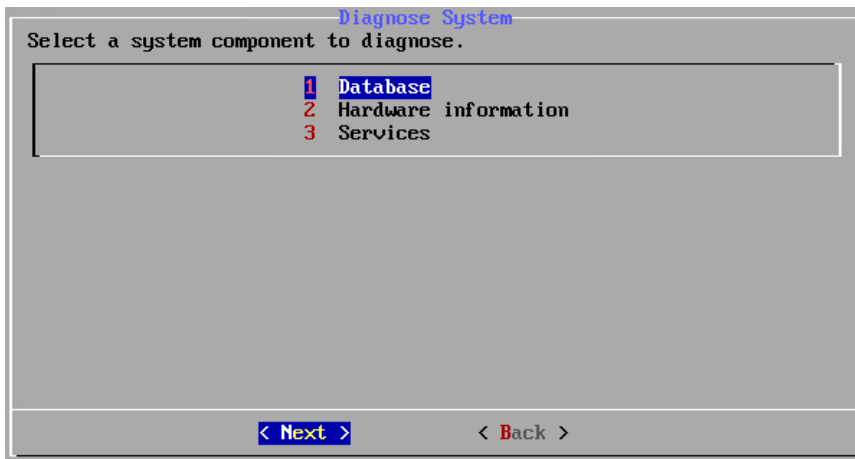 Diagnose System
Select a system component to diagnose.
1 Database
2 Hardware information
3 Services
< Next > < Back >